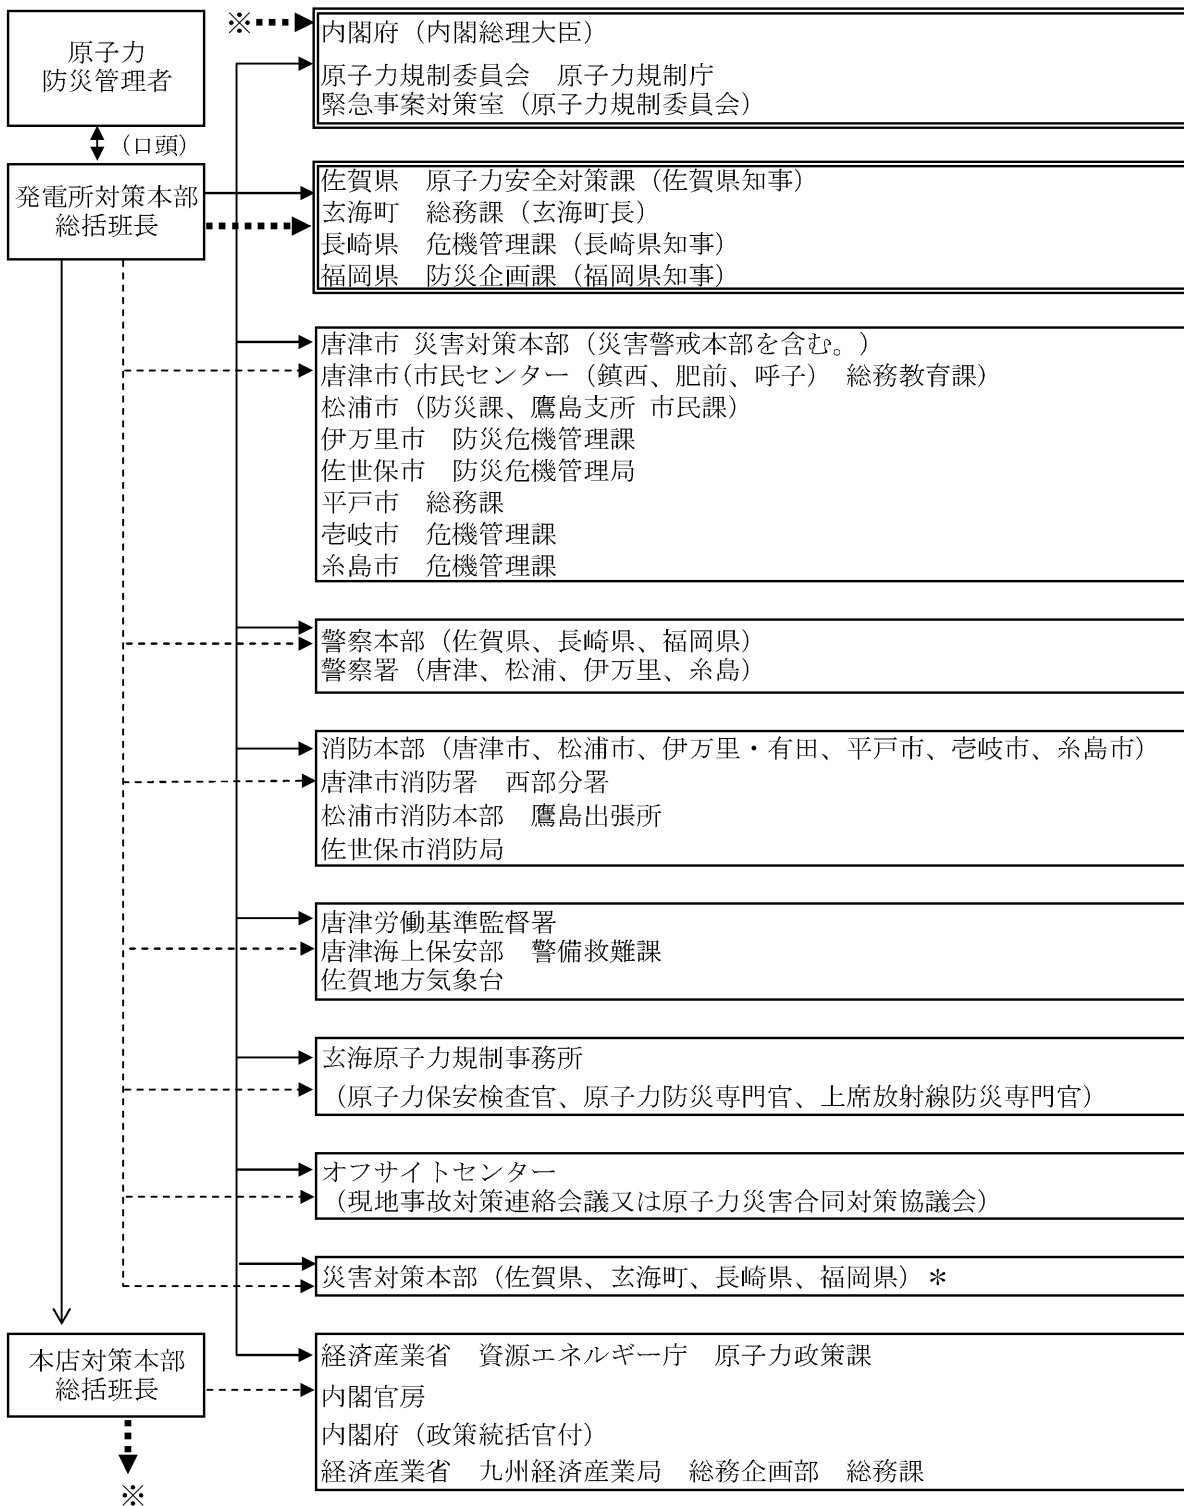 原子力
防災管理者
(口頭)
発電所対策本部
総括班長
本店対策本部
総括班長
※
※
内閣府（内閣総理大臣）
原子力規制委員会　原子力規制庁
緊急事案対策室（原子力規制委員会）
佐賀県　原子力安全対策課（佐賀県知事）
玄海町　総務課（玄海町長）
長崎県　危機管理課（長崎県知事）
福岡県　防災企画課（福岡県知事）
唐津市 災害対策本部（災害警戒本部を含む。）
唐津市(市民センター（鎮西、肥前、呼子）　総務教育課)
松浦市（防災課、鷹島支所 市民課）
伊万里市　防災危機管理課
佐世保市　防災危機管理局
平戸市　総務課
壱岐市　危機管理課
糸島市　危機管理課
警察本部（佐賀県、長崎県、福岡県）
警察署（唐津、松浦、伊万里、糸島）
消防本部（唐津市、松浦市、伊万里・有田、平戸市、壱岐市、糸島市）
唐津市消防署　西部分署
松浦市消防本部　鷹島出張所
佐世保市消防局
唐津労働基準監督署
唐津海上保安部　警備救難課
佐賀地方気象台
玄海原子力規制事務所
（原子力保安検査官、原子力防災専門官、上席放射線防災専門官）
オフサイトセンター
（現地事故対策連絡会議又は原子力災害合同対策協議会）
災害対策本部（佐賀県、玄海町、長崎県、福岡県）＊
経済産業省　資源エネルギー庁　原子力政策課
内閣官房
内閣府（政策統括官付）
経済産業省　九州経済産業局　総務企画部　総務課